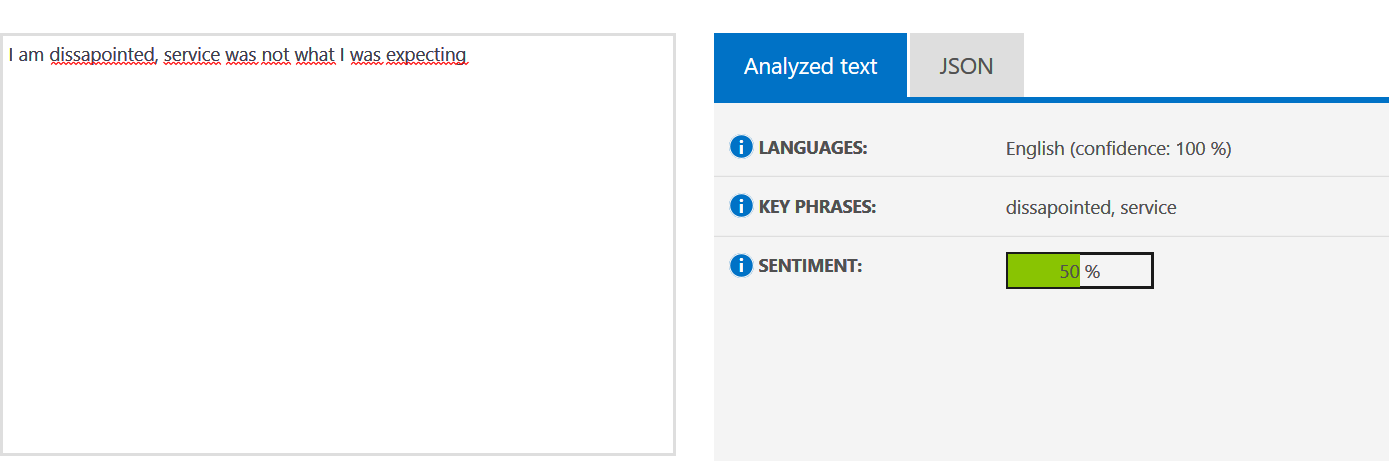 I am dissapointed, service was not what I was expecting
Analyzed text
JSON
LANGUAGES:
English (confidence: 100 %)
KEY PHRASES:
dissapointed, service
SENTIMENT:
50 %